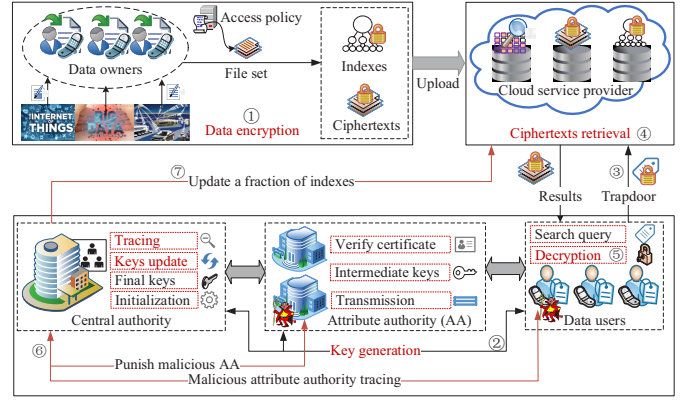 Access policy
Data owners
File set
Indexes
Upload
Cloud service provider
INTERNET
OF
THINGS
BIG
DATA
①
Data encryption
Ciphertexts
Ciphertexts retrieval ④
⑦
Update a fraction of indexes
Results
③
Trapdoor
Tracing
Keys update
Final keys
Initialization
Central authority
Verify certificate
Intermediate keys
Transmission
Attribute authority (AA)
Search query
Decryption ⑤
Data users
②
Key generation
⑥
Punish malicious AA
Malicious attribute authority tracing